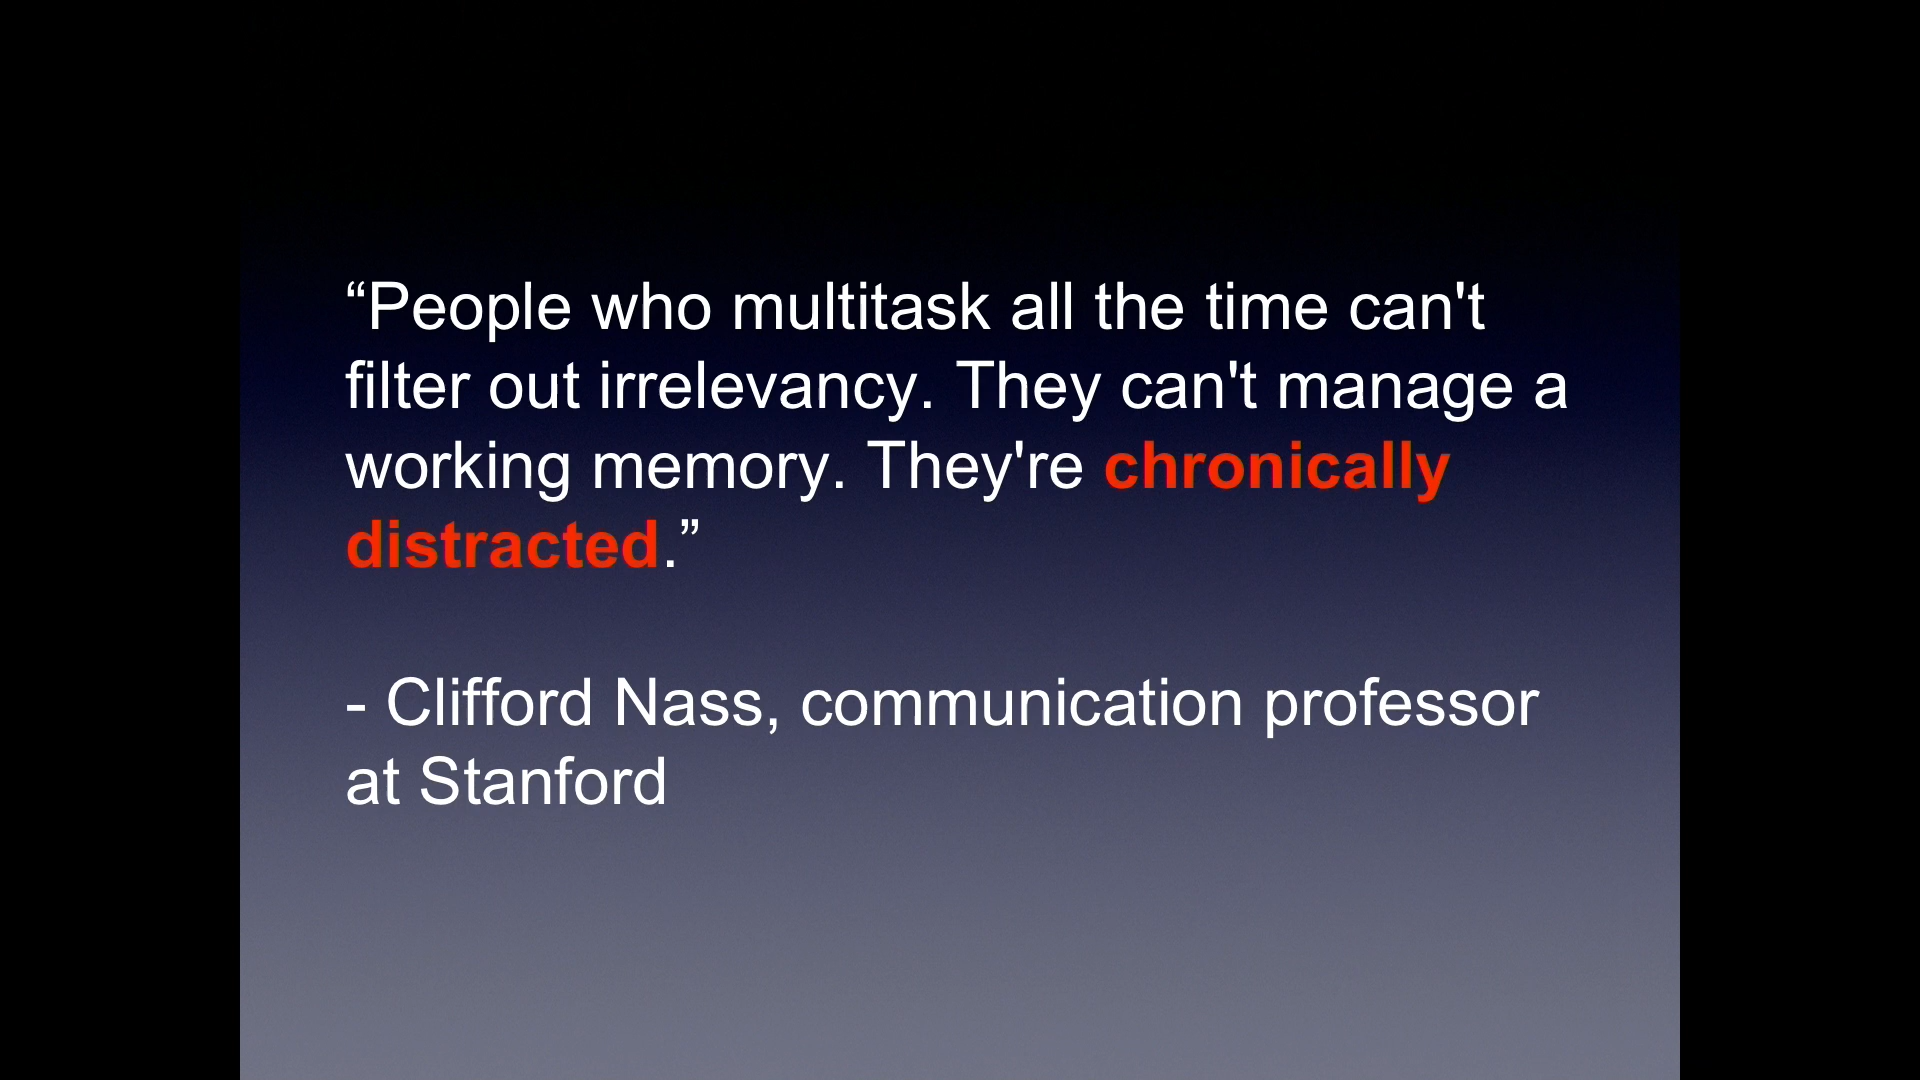 “People who multitask all the time can't
filter out irrelevancy. They can't manage a
working memory. They're chronically
distracted.”
- Clifford Nass, communication professor
at Stanford